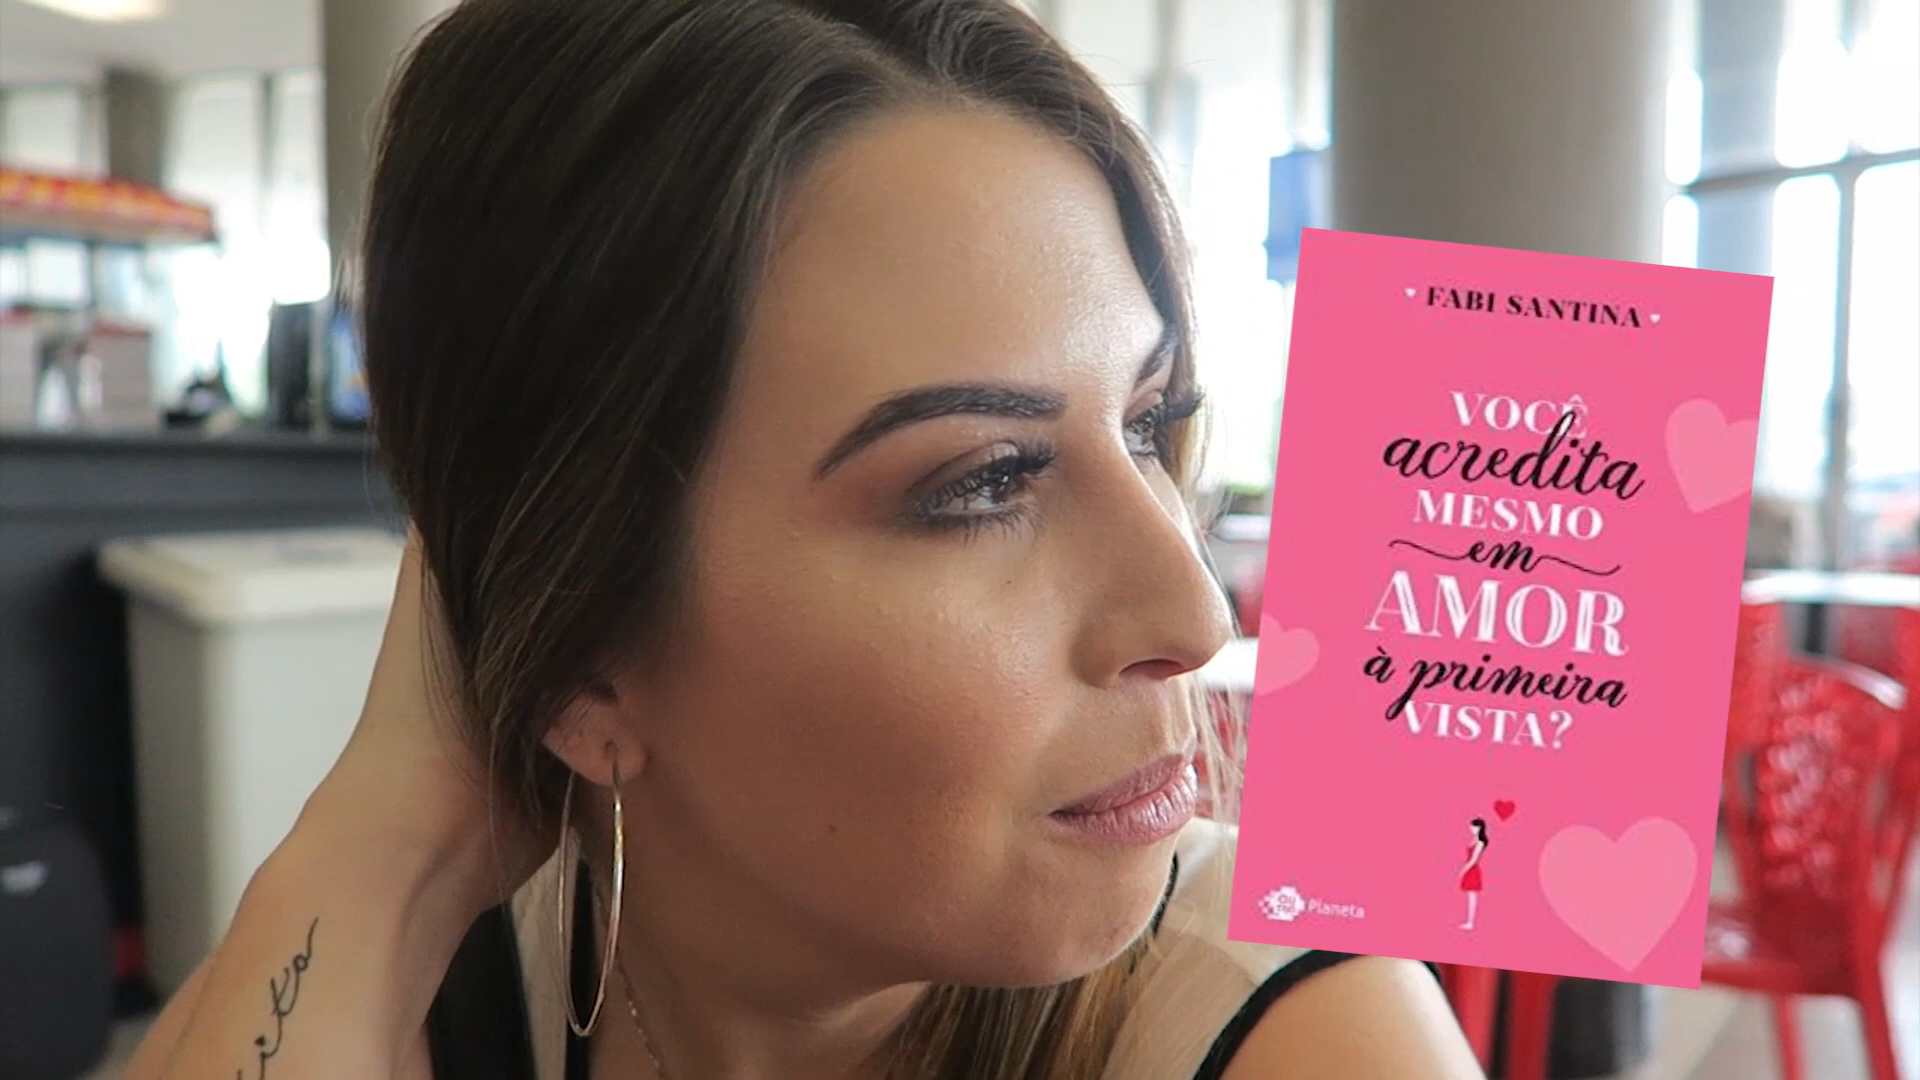 FABI SANTINA
VOCÊ
acredita
MESMO
em
AMOR
à primeira
VISTA?
Planeta